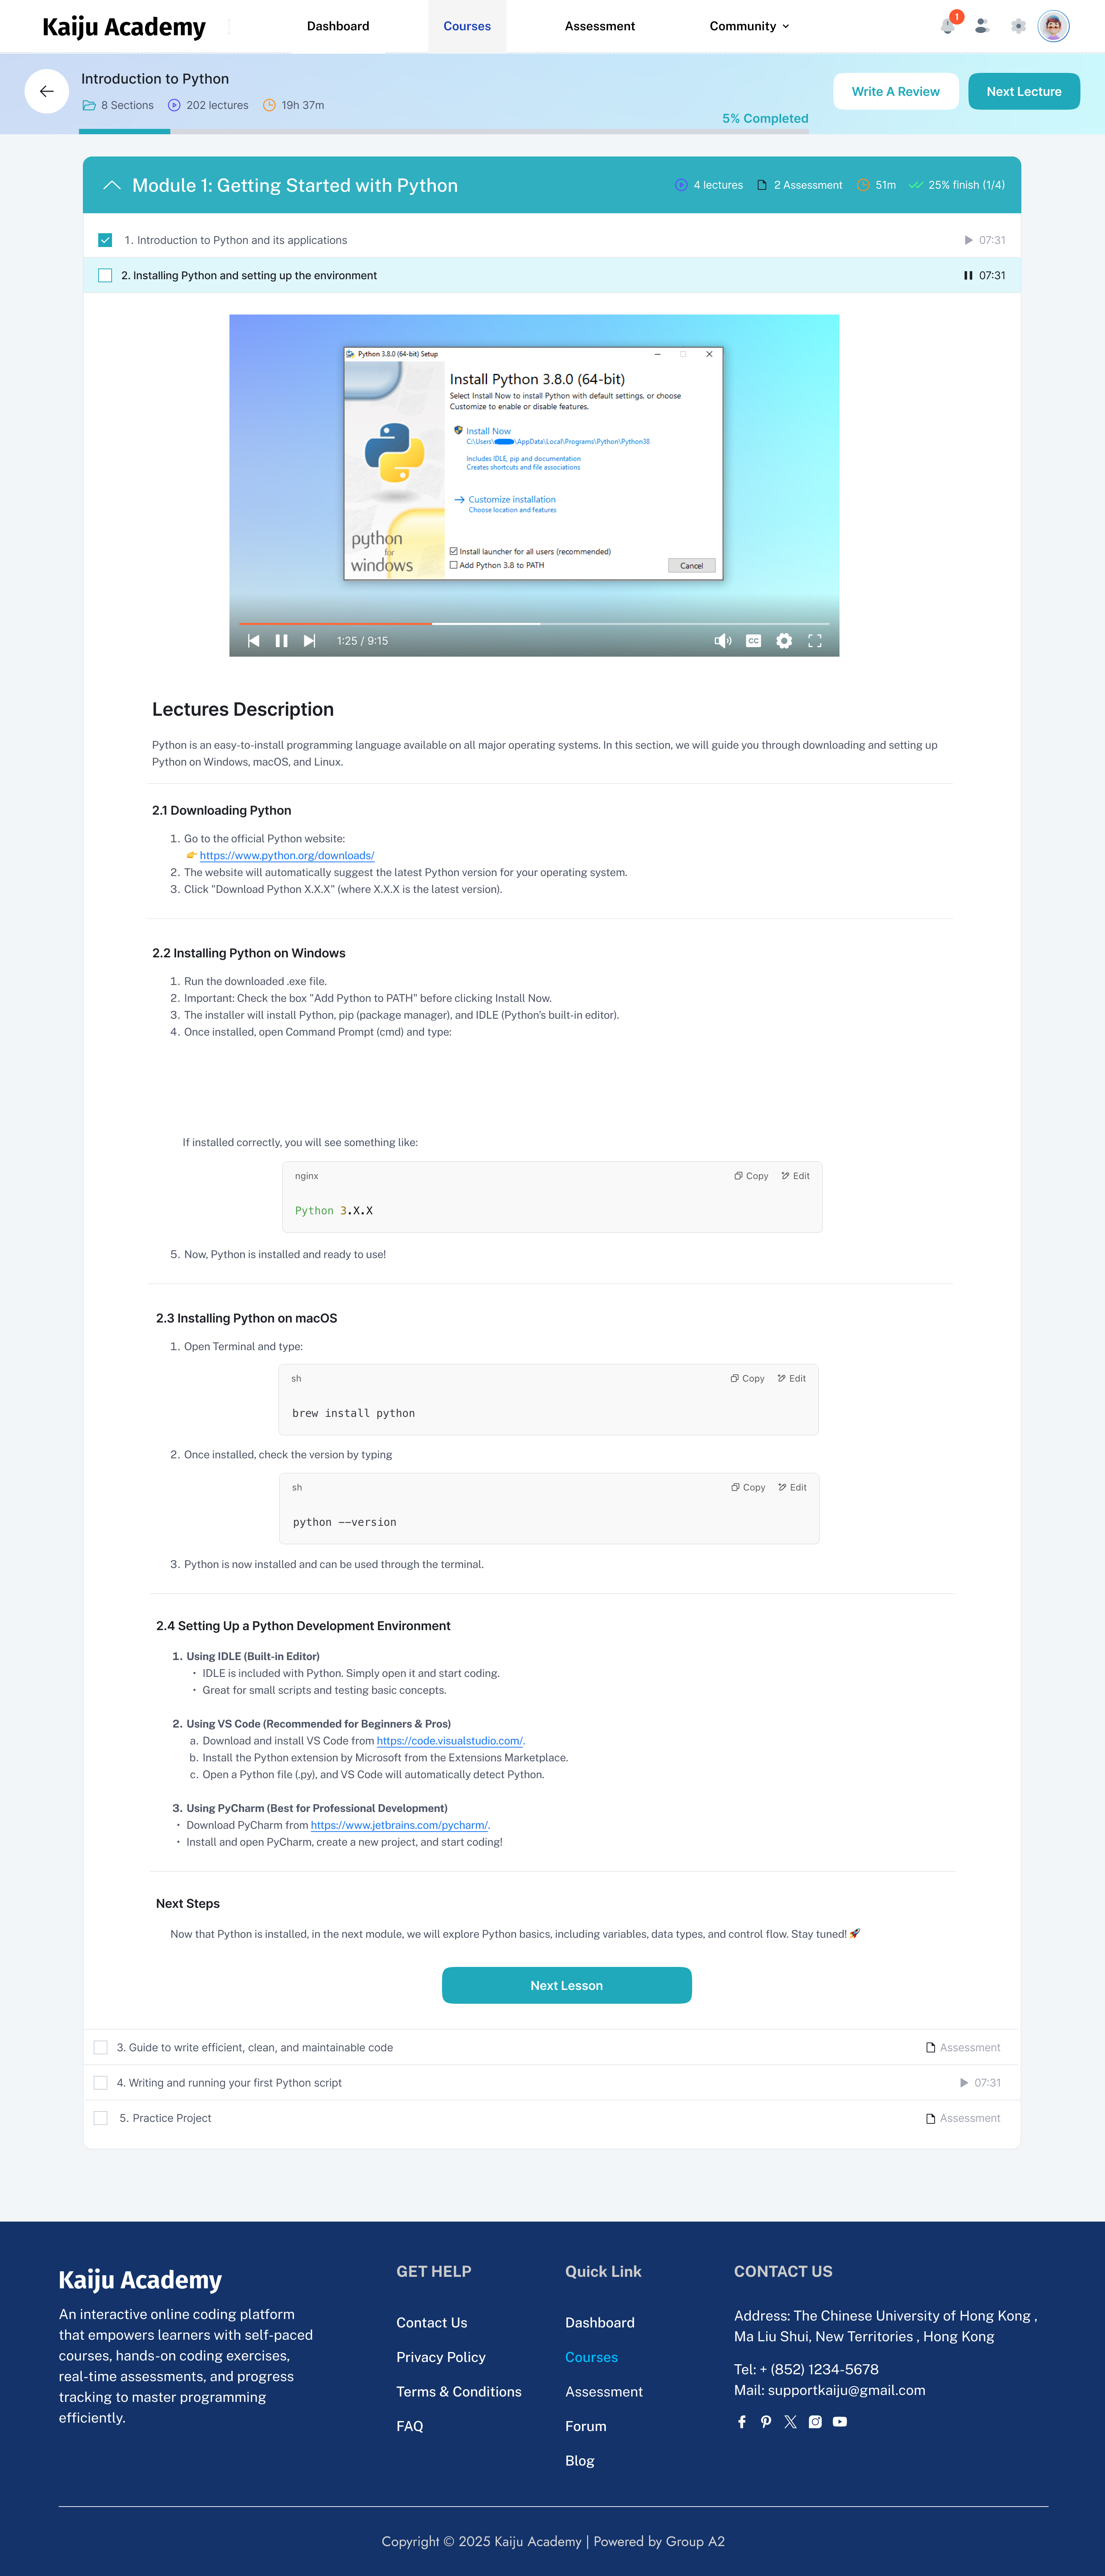 Kaiju Academy
Dashboard
Courses
Assessment
Community
1
Introduction to Python
8 Sections
202 lectures
19h 37m
5% Completed
Write A Review
Next Lecture
Module 1: Getting Started with Python
4 lectures
2 Assessment
51m
25% finish (1/4)
1. Introduction to Python and its applications
07:31
2. Installing Python and setting up the environment
07:31
Python 3.8.0 (64-bit) Setup
Install Python 3.8.0 (64-bit)
Select Install Now to install Python with default settings, or choose
Customize to enable or disable features.
Install Now
C:\Users\ \AppData\Local\Programs\Python\Python38
Includes IDLE, pip and documentation
Creates shortcuts and file associations
Customize installation
Choose location and features
python
for
windows
Install launcher for all users (recommended)
Add Python 3.8 to PATH
Cancel
1:25 / 9:15
CC
Lectures Description
Python is an easy-to-install programming language available on all major operating systems. In this section, we will guide you through downloading and setting up
Python on Windows, macOS, and Linux.
2.1 Downloading Python
1. Go to the official Python website:
👉 https://www.python.org/downloads/
2. The website will automatically suggest the latest Python version for your operating system.
3. Click "Download Python X.X.X" (where X.X.X is the latest version).
2.2 Installing Python on Windows
1. Run the downloaded .exe file.
2. Important: Check the box "Add Python to PATH" before clicking Install Now.
3. The installer will install Python, pip (package manager), and IDLE (Python's built-in editor).
4. Once installed, open Command Prompt (cmd) and type:
If installed correctly, you will see something like:
nginx
Copy
Edit
Python 3.X.X
5. Now, Python is installed and ready to use!
2.3 Installing Python on macOS
1. Open Terminal and type:
sh
Copy
Edit
brew install python
2. Once installed, check the version by typing
sh
Copy
Edit
python --version
3. Python is now installed and can be used through the terminal.
2.4 Setting Up a Python Development Environment
1. Using IDLE (Built-in Editor)
• IDLE is included with Python. Simply open it and start coding.
• Great for small scripts and testing basic concepts.
2. Using VS Code (Recommended for Beginners & Pros)
a. Download and install VS Code from https://code.visualstudio.com/.
b. Install the Python extension by Microsoft from the Extensions Marketplace.
c. Open a Python file (.py), and VS Code will automatically detect Python.
3. Using PyCharm (Best for Professional Development)
• Download PyCharm from https://www.jetbrains.com/pycharm/.
• Install and open PyCharm, create a new project, and start coding!
Next Steps
Now that Python is installed, in the next module, we will explore Python basics, including variables, data types, and control flow. Stay tuned! 🚀
Next Lesson
3. Guide to write efficient, clean, and maintainable code
Assessment
4. Writing and running your first Python script
07:31
5. Practice Project
Assessment
Kaiju Academy
An interactive online coding platform
that empowers learners with self-paced
courses, hands-on coding exercises,
real-time assessments, and progress
tracking to master programming
efficiently.
GET HELP
Contact Us
Privacy Policy
Terms & Conditions
FAQ
Quick Link
Dashboard
Courses
Assessment
Forum
Blog
CONTACT US
Address: The Chinese University of Hong Kong ,
Ma Liu Shui, New Territories , Hong Kong
Tel: + (852) 1234-5678
Mail: supportkaiju@gmail.com
Copyright © 2025 Kaiju Academy | Powered by Group A2